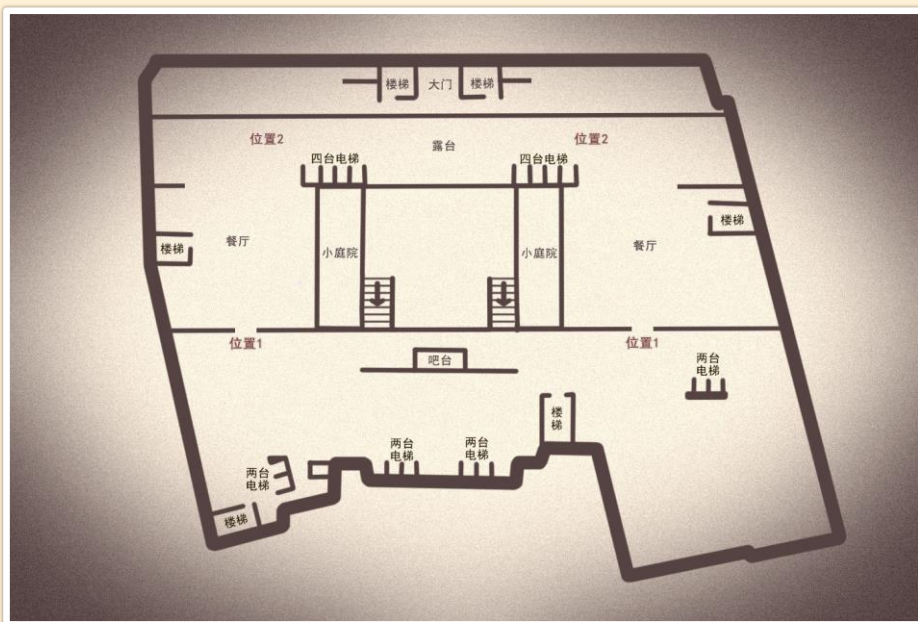 楼梯
大门
楼梯
位置2
露台
位置2
四台电梯
四台电梯
餐厅
小庭院
小庭院
餐厅
楼梯
楼梯
位置1
位置1
吧台
两台
电梯
楼
梯
两台
电梯
两台
电梯
两台
电梯
楼梯